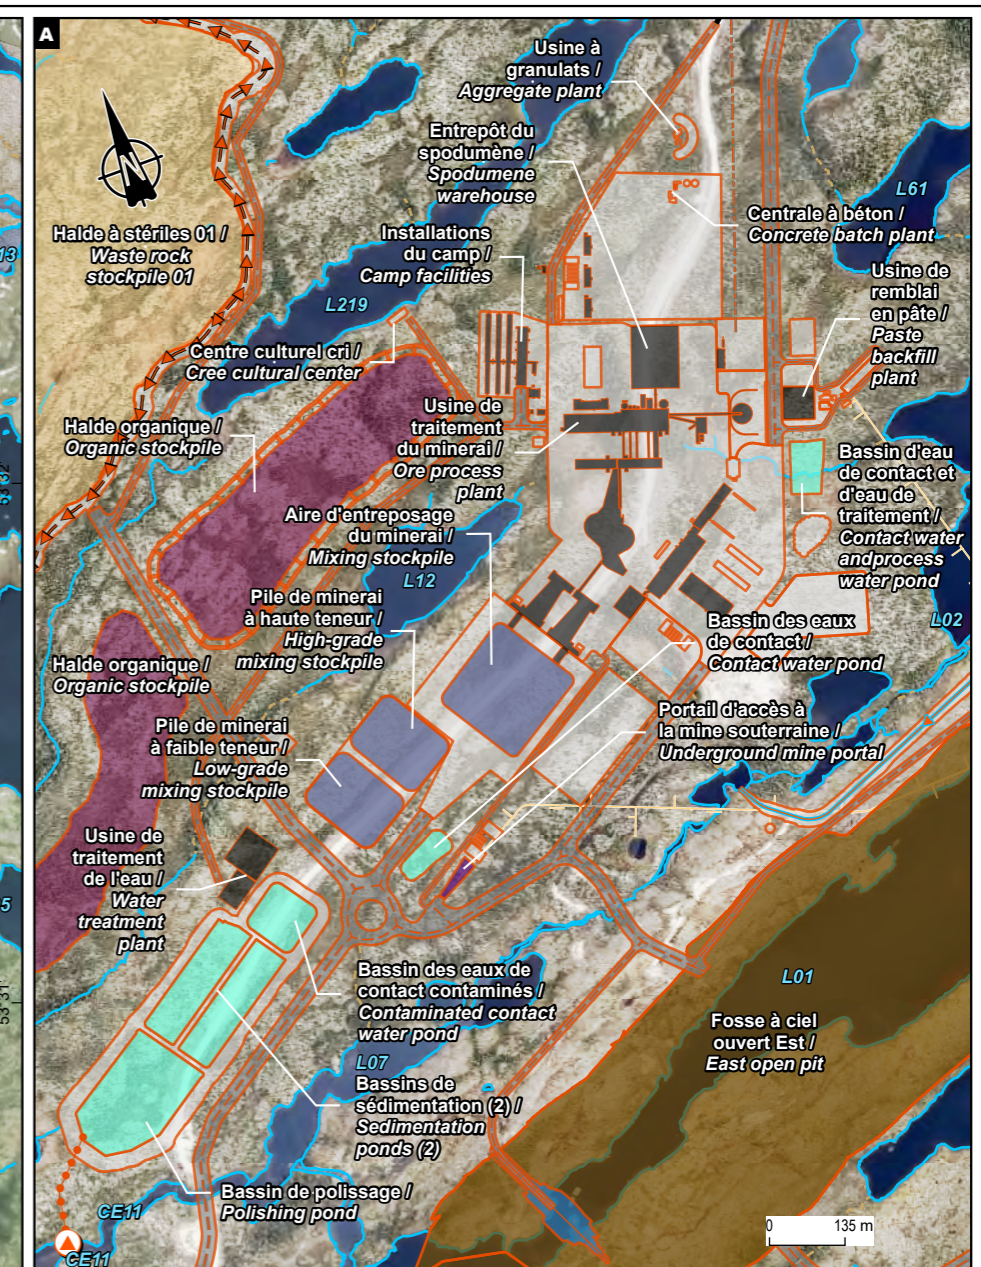 A
N
Usine à
granulats /
Aggregate plant
Entrepôt du
spodumène /
Spodumene
warehouse
L61
Centrale à béton /
Concrete batch plant
Halde à stériles 01 /
Waste rock
stockpile 01
13
Installations
du camp /
Camp facilities
Usine de
remblai
en pâte /
Paste
backfill
plant
L219
Centre culturel cri /
Cree cultural center
Halde organique /
Organic stockpile
Usine de
traitement
du minerai /
Ore process
plant
Bassin d'eau
de contact et
d'eau de
traitement /
Contact water
andprocess
water pond
53°32'
Aire d'entreposage
du minerai /
Mixing stockpile
L12
Pile de minerai
à haute teneur /
High-grade
mixing stockpile
L02
Bassin des eaux
de contact /
Contact water pond
Halde organique /
Organic stockpile
Portail d'accès à
la mine souterraine /
Underground mine portal
Pile de minerai
à faible teneur /
Low-grade
mixing stockpile
Usine de
traitement
de l'eau /
Water
treatment
plant
5
53°31'
Bassin des eaux de
contact contaminés /
Contaminated contact
water pond
L01
Fosse à ciel
ouvert Est /
East open pit
L07
Bassins de
sédimentation (2) /
Sedimentation
ponds (2)
Bassin de polissage /
Polishing pond
CE11
CE11
0 135 m